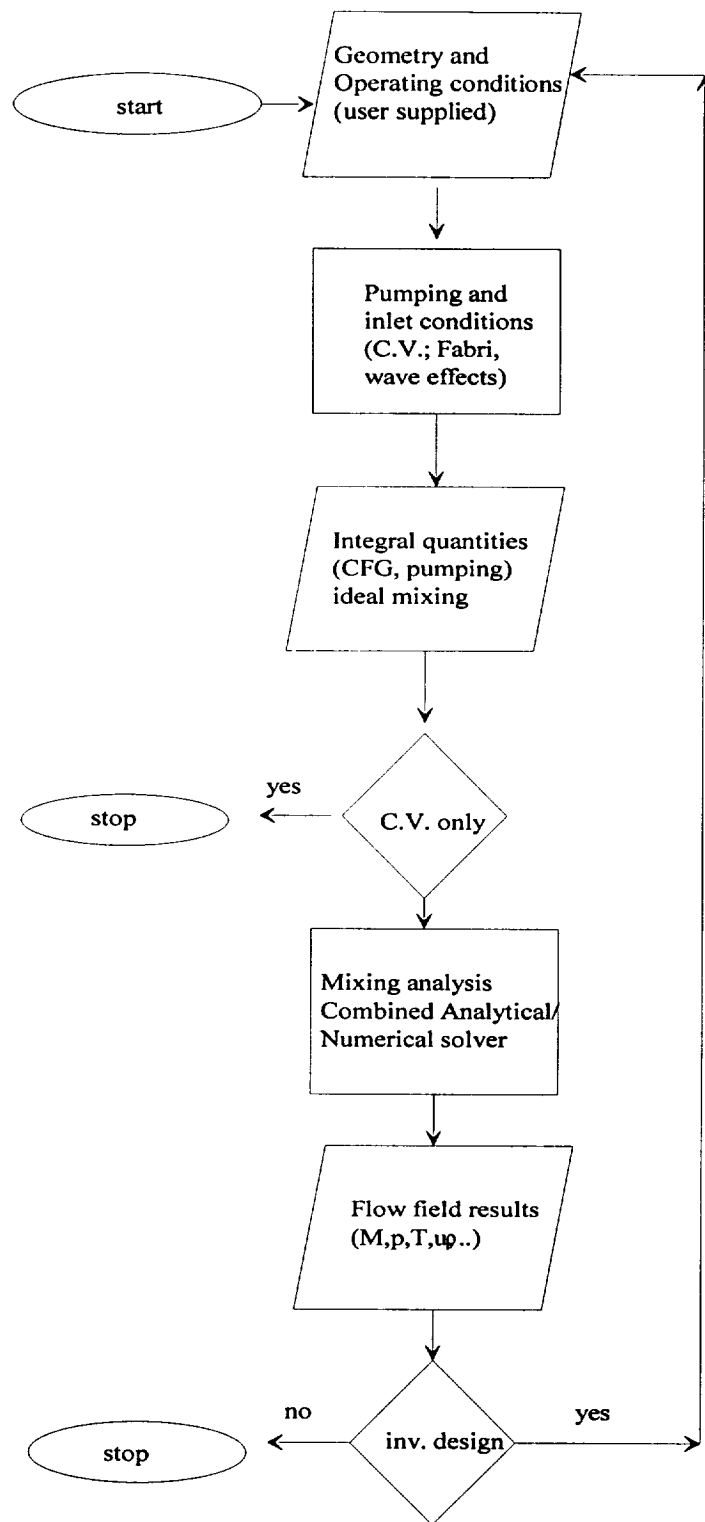 Geometry and
Operating conditions
(user supplied)
start
Pumping and
inlet conditions
(C.V.; Fabri,
wave effects)
Integral quantities
(CFG, pumping)
ideal mixing
yes
stop
C.V. only
Mixing analysis
Combined Analytical/
Numerical solver
Flow field results
(M,p,T,uρ..)
no
yes
stop
inv. design